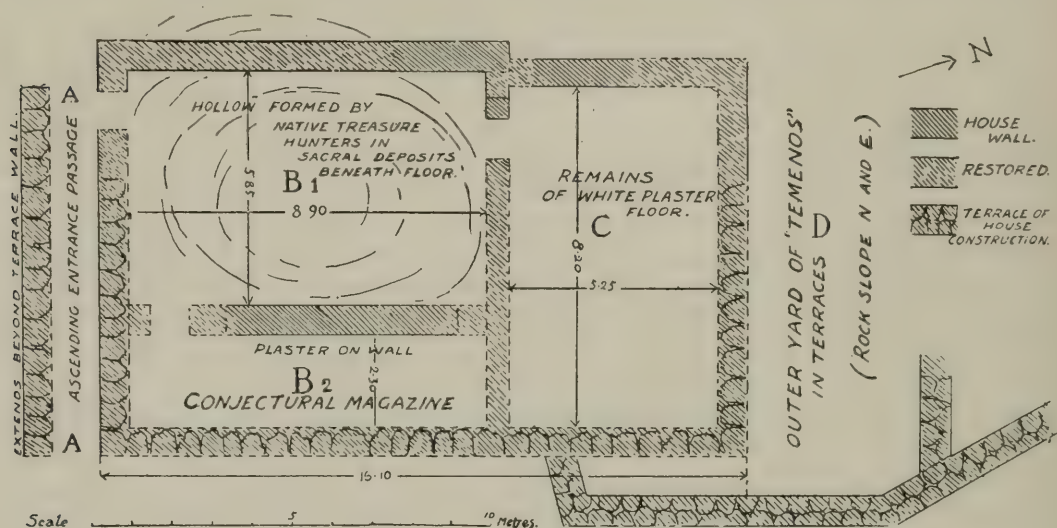 EXTENDS BEYOND TERRACE WALL.
A
ASCENDING ENTRANCE PASSAGE
A
HOLLOW FORMED BY
NATIVE TREASURE
HUNTERS IN
SACRAL DEPOSITS
BENEATH FLOOR.
5·85
B 1
8·90
PLASTER ON WALL
B 2
2·30
CONJECTURAL MAGAZINE
REMAINS
OF WHITE PLASTER
FLOOR.
C
8·20
5·25
OUTER YARD OF "TEMENOS"
D
IN TERRACES
(ROCK SLOPE N AND E.)
N
HOUSE
WALL.
RESTORED.
TERRACE OF
HOUSE
CONSTRUCTION.
16·10
Scale 5 10 Metres.